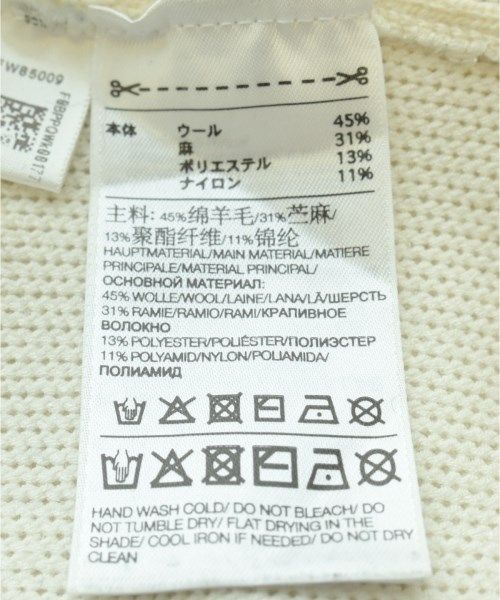 W85009
本体 ウール 45%
麻 31%
ポリエステル 13%
ナイロン 11%
主料: 45%绵羊毛/31%苎麻/
13%聚酯纤维/11%锦纶
HAUPTMATERIAL/MAIN MATERIAL/MATIERE
PRINCIPALE/MATERIAL PRINCIPAL/
ОСНОВНОЙ МАТЕРИАЛ:
45% WOLLE/WOOL/LAINE/LANA/LÃ/ШЕРСТЬ
31% RAMIE/RAMIO/RAMI/КРАПИВНОЕ
ВОЛОКНО
13% POLYESTER/POLIÉSTER/ПОЛИЭСТЕР
11% POLYAMID/NYLON/POLIAMIDA/
ПОЛИАМИД
HAND WASH COLD/ DO NOT BLEACH/ DO
NOT TUMBLE DRY/ FLAT DRYING IN THE
SHADE/ COOL IRON IF NEEDED/ DO NOT DRY
CLEAN